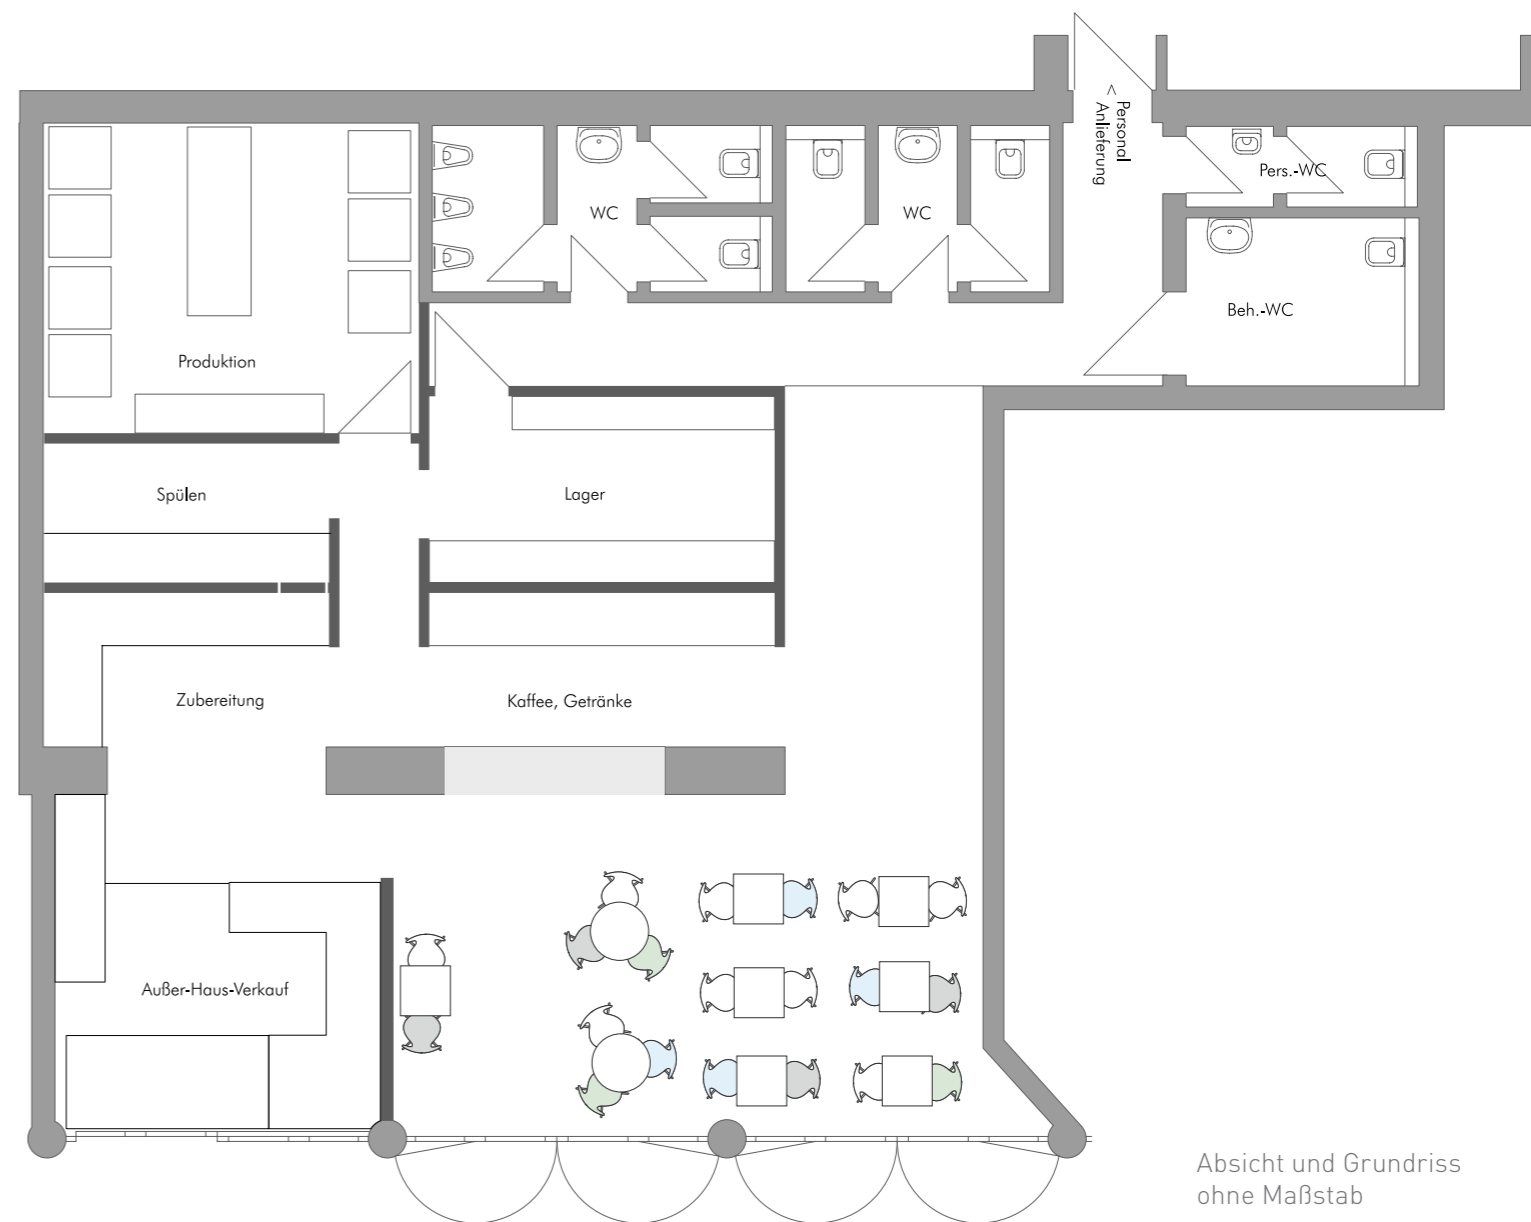 < Personal
Anlieferung
Pers.-WC
WC
WC
Beh.-WC
Produktion
Spülen
Lager
Zubereitung
Kaffee, Getränke
Außer-Haus-Verkauf
Absicht und Grundriss
ohne Maßstab